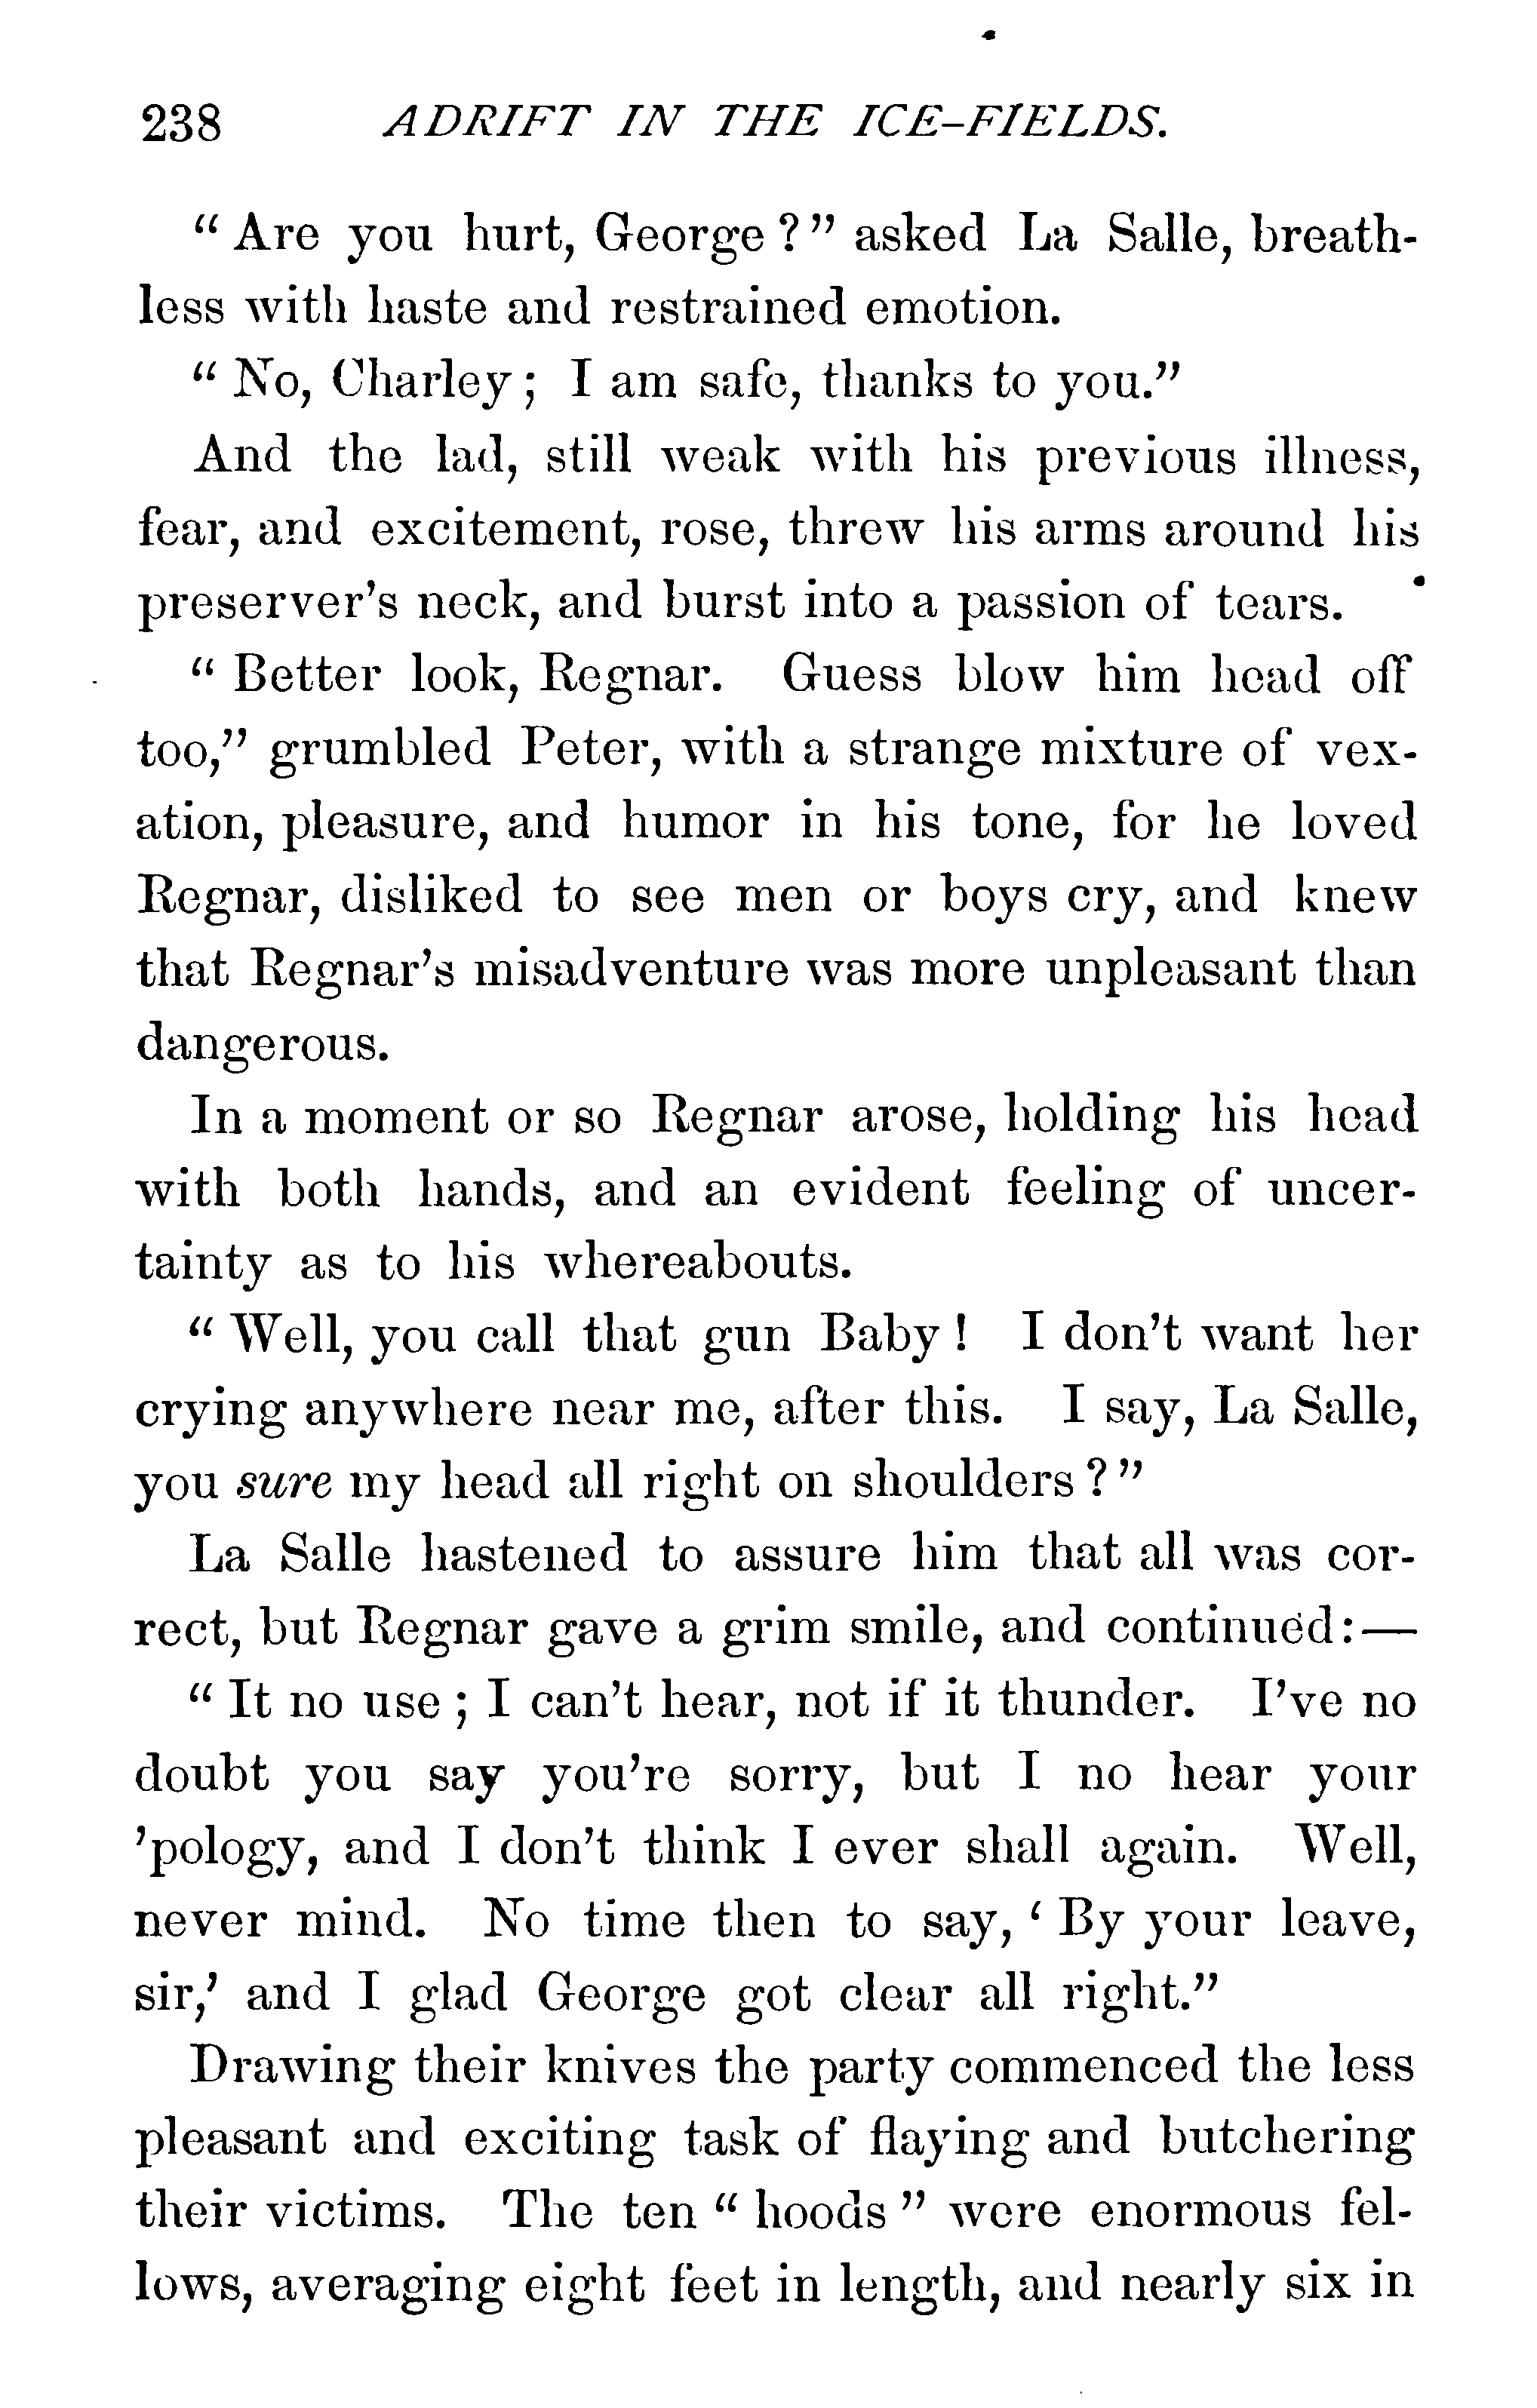 238 ADRIFT IN THE ICE-FIELDS.
" Are you hurt, George ? " asked La Salle, breath-
less with haste and restrained emotion.
" No, Charley ; I am safe, thanks to you."
And the lad, still weak with his previous illness,
fear, and excitement, rose, threw his arms around his
preserver's neck, and burst into a passion of tears.
" Better look, Regnar. Guess blow him head off
too," grumbled Peter, with a strange mixture of vex-
ation, pleasure, and humor in his tone, for he loved
Regnar, disliked to see men or boys cry, and knew
that Regnar's misadventure was more unpleasant than
dangerous.
In a moment or so Regnar arose, holding his head
with both hands, and an evident feeling of uncer-
tainty as to his whereabouts.
" Well, you call that gun Baby ! I don't want her
crying anywhere near me, after this. I say, La Salle,
you sure my head all right on shoulders ? "
La Salle hastened to assure him that all was cor-
rect, but Regnar gave a grim smile, and continued: —
" It no use ; I can't hear, not if it thunder. I've no
doubt you say you're sorry, but I no hear your
'pology, and I don't think I ever shall again. Well,
never mind. No time then to say, ' By your leave,
sir,' and I glad George got clear all right."
Drawing their knives the party commenced the less
pleasant and exciting task of flaying and butchering
their victims. The ten " hoods " were enormous fel-
lows, averaging eight feet in length, and nearly six in